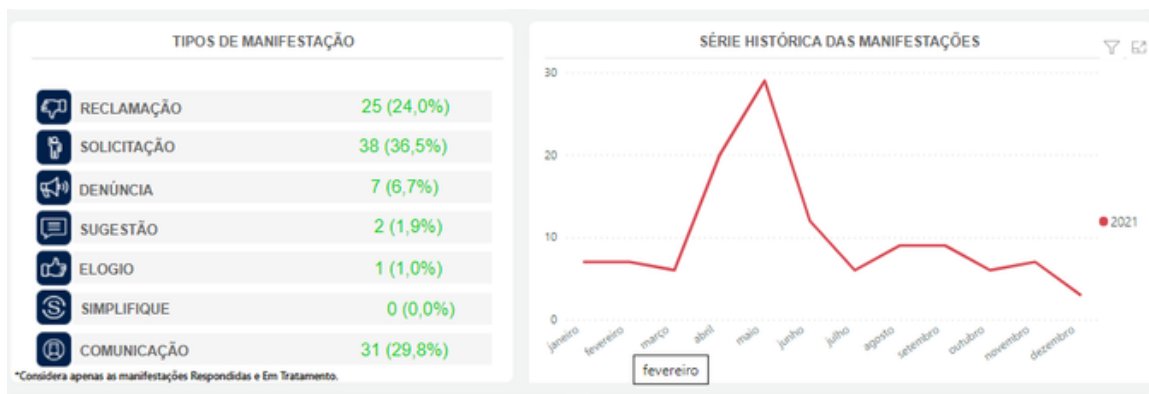 TIPOS DE MANIFESTAÇÃO
RECLAMAÇÃO 25 (24,0%)
SOLICITAÇÃO 38 (36,5%)
DENÚNCIA 7 (6,7%)
SUGESTÃO 2 (1,9%)
ELOGIO 1 (1,0%)
SIMPLIFIQUE 0 (0,0%)
COMUNICAÇÃO 31 (29,8%)
*Considera apenas as manifestações Respondidas e Em Tratamento.
SÉRIE HISTÓRICA DAS MANIFESTAÇÕES
30
20
10
0
janeiro fevereiro março abril maio junho julho agosto setembro outubro novembro dezembro
2021
fevereiro